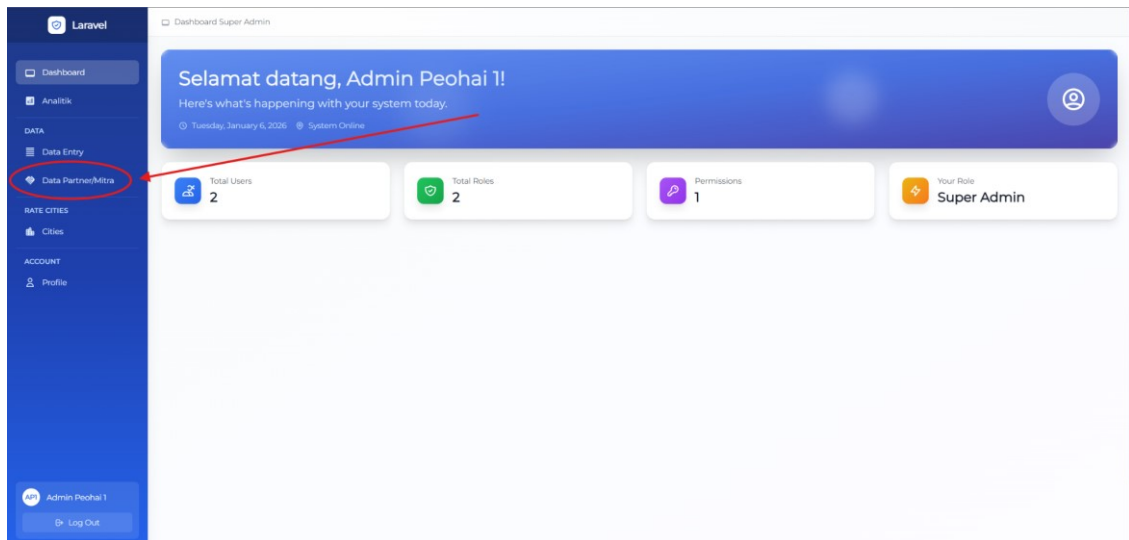 Laravel
Dashboard Super Admin
Dashboard
Analitik
DATA
Data Entry
Data Partner/Mitra
RATE CITIES
Cities
ACCOUNT
Profile
Selamat datang, Admin Peohai 1!
Here's what's happening with your system today.
Tuesday, January 6, 2026 System Online
Total Users
2
Total Roles
2
Permissions
1
Your Role
Super Admin
AP1 Admin Peohai 1
Log Out